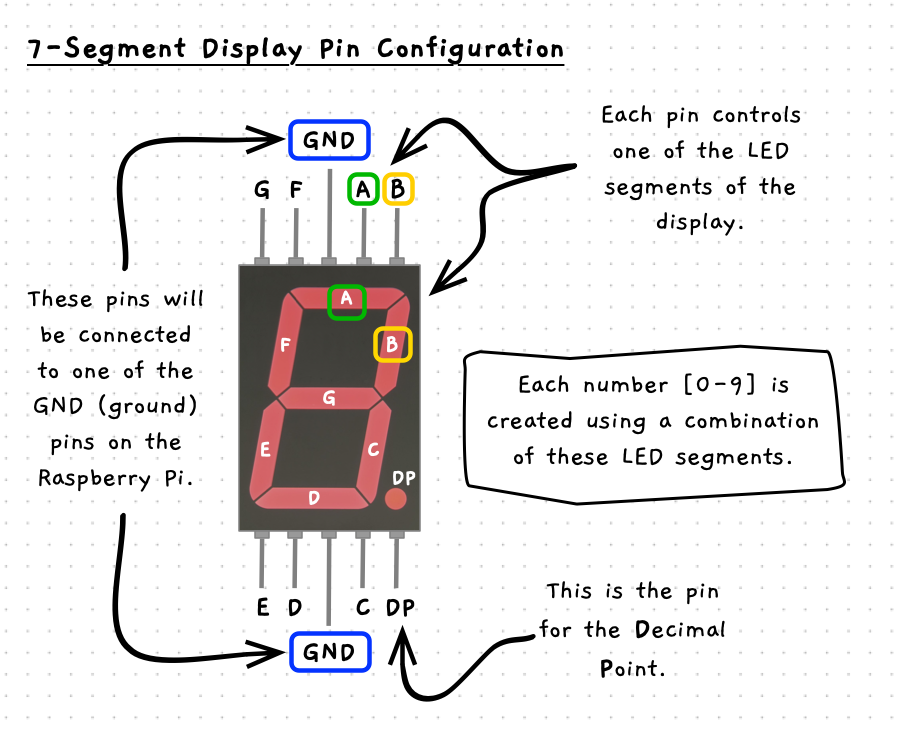 7-Segment Display Pin Configuration
GND
G F A B
Each pin controls
one of the LED
segments of the
display.
These pins will
be connected
to one of the
GND (ground)
pins on the
Raspberry Pi.
A
F B
G
E C
DP
D
Each number [0-9] is
created using a combination
of these LED segments.
E D C DP
GND
This is the pin
for the Decimal
Point.